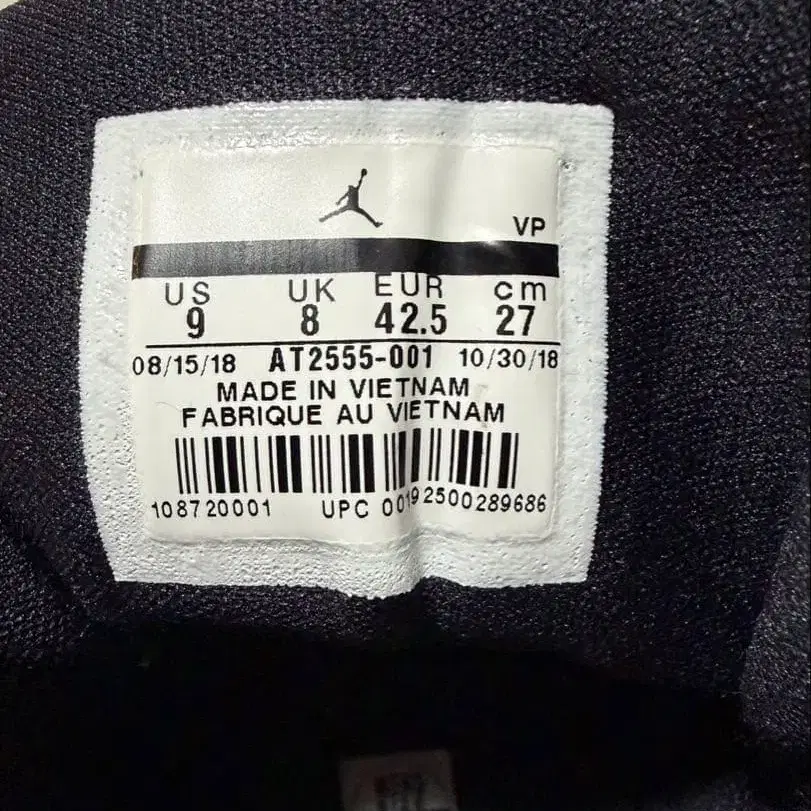 VP
US UK EUR cm
9 8 42.5 27
08/15/18 AT2555-001 10/30/18
MADE IN VIETNAM
FABRIQUE AU VIETNAM
108720001 UPC 00192500289686